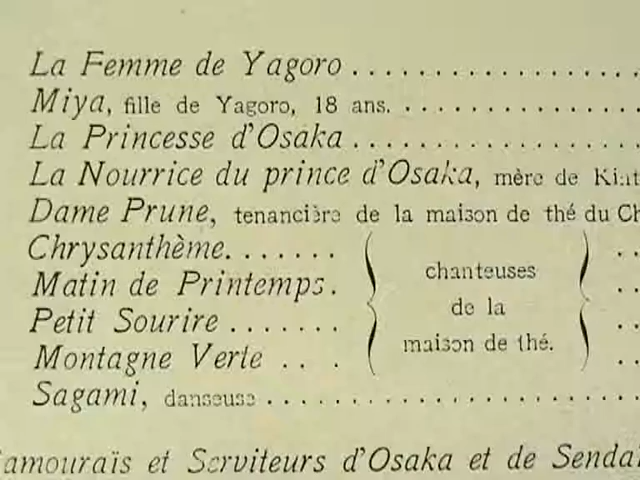 La Femme de Yagoro ..................
Miya, fille de Yagoro, 18 ans. ..................
La Princesse d'Osaka ..................
La Nourrice du prince d'Osaka, mère de
Dame Prune, tenancière de la maison de thé du
Chrysanthème.......
Matin de Printemps.
Petit Sourire .......
Montagne Verte .. .
chanteuses
de la
maison de thé.
Sagami, danseuse ..................
et Serviteurs d'Osaka et de